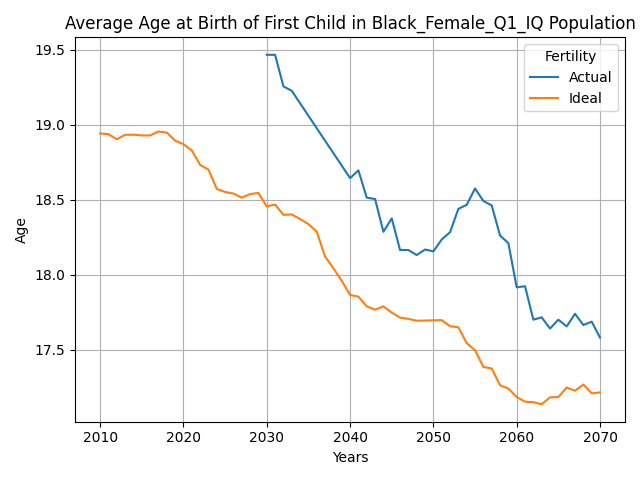 Average Age at Birth of First Child in Black_Female_Q1_IQ Population
Fertility
Actual
Ideal
19.5
19.0
18.5
18.0
17.5
Age
2010 2020 2030 2040 2050 2060 2070
Years